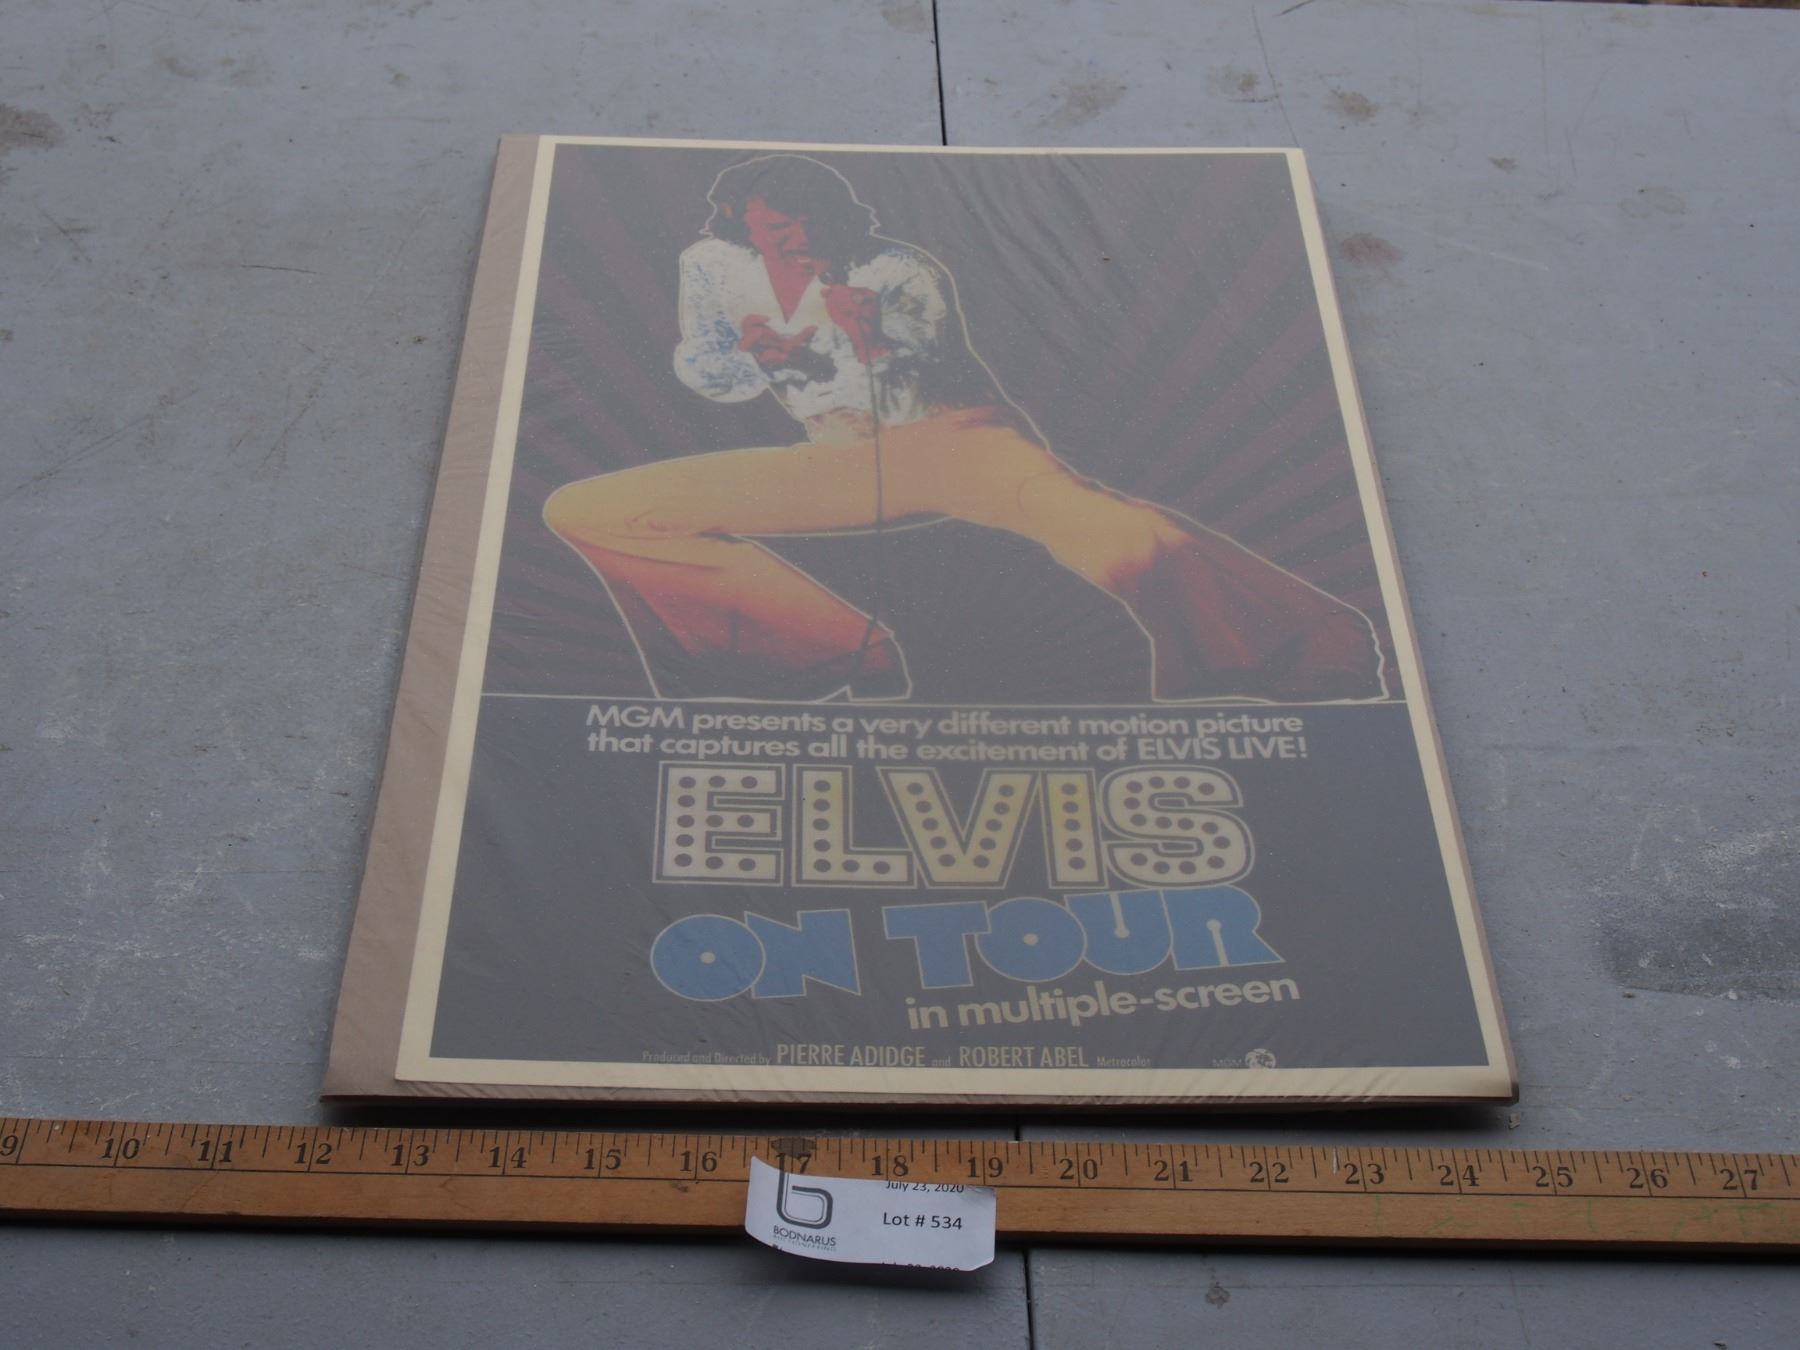 MGM presents a very different motion picture
that captures all the excitement of ELVIS LIVE!
ELVIS
ON TOUR
in multiple-screen
Produced and Directed by PIERRE ADIDGE and ROBERT ABEL Metrocolor MGM
9 10 11 12 13 14 15 16 17 18 19 20 21 22 23 24 25 26 27
July 23, 2020
Lot # 534
BODNARUS
AUCTIONEERING